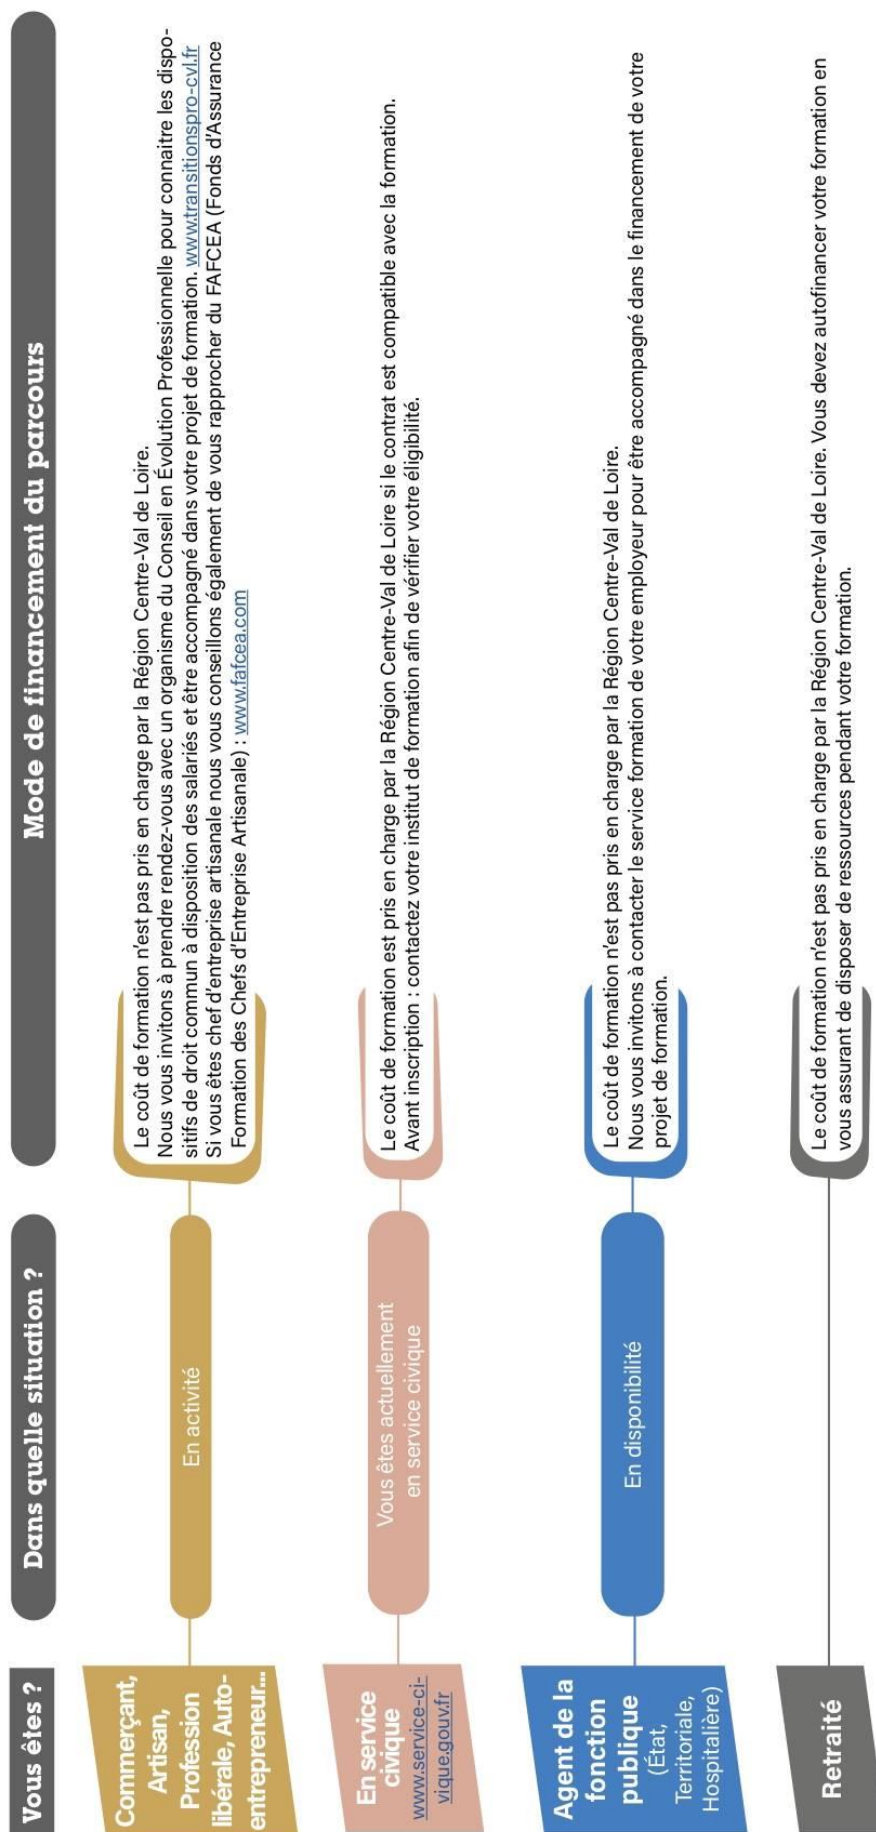 Vous êtes ?
Dans quelle situation ?
Mode de financement du parcours
Commerçant,
Artisan,
Profession
libérale, Auto-
entrepreneur...
En activité
Le coût de formation n'est pas pris en charge par la Région Centre-Val de Loire.
Nous vous invitons à prendre rendez-vous avec un organisme du Conseil en Évolution Professionnelle pour connaitre les dispo-
sitifs de droit commun à disposition des salariés et être accompagné dans votre projet de formation. www.transitionspro-cvl.fr
Si vous êtes chef d'entreprise artisanale nous vous conseillons également de vous rapprocher du FAFCEA (Fonds d'Assurance
Formation des Chefs d'Entreprise Artisanale) : www.fafcea.com
En service
civique
www.service-ci-
vique.gouv.fr
Vous êtes actuellement
en service civique
Le coût de formation est pris en charge par la Région Centre-Val de Loire si le contrat est compatible avec la formation.
Avant inscription : contactez votre institut de formation afin de vérifier votre éligibilité.
Agent de la
fonction
publique
(État,
Territoriale,
Hospitalière)
En disponibilité
Le coût de formation n'est pas pris en charge par la Région Centre-Val de Loire.
Nous vous invitons à contacter le service formation de votre employeur pour être accompagné dans le financement de votre
projet de formation.
Retraité
Le coût de formation n'est pas pris en charge par la Région Centre-Val de Loire. Vous devez autofinancer votre formation en
vous assurant de disposer de ressources pendant votre formation.